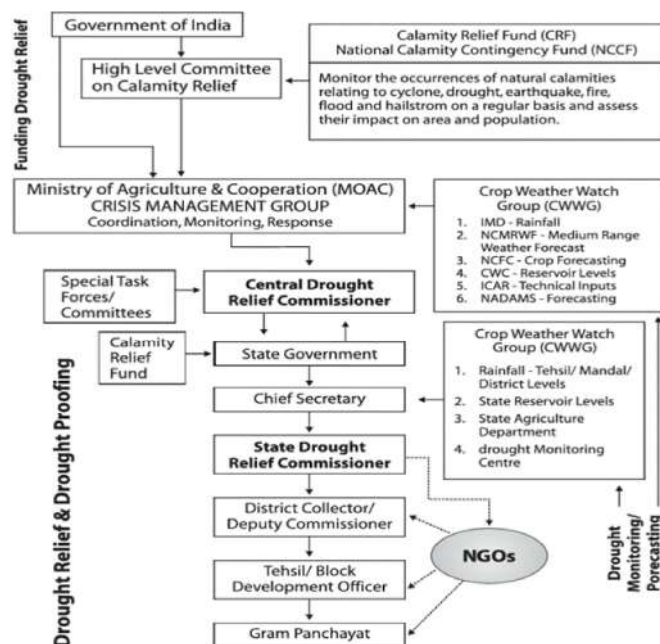 Government of India
High Level Committee
on Calamity Relief
Calamity Relief Fund (CRF)
National Calamity Contingency Fund (NCCF)
Monitor the occurrences of natural calamities
relating to cyclone, drought, earthquake, fire,
flood and hailstrom on a regular basis and assess
their impact on area and population.
Funding Drought Relief
Ministry of Agriculture & Cooperation (MOAC)
CRISIS MANAGEMENT GROUP
Coordination, Monitoring, Response
Crop Weather Watch
Group (CWWG)
1. IMD - Rainfall
2. NCMRWF - Medium Range
Weather Forecast
3. NCFC - Crop Forecasting
4. CWC - Reservoir Levels
5. ICAR - Technical Inputs
6. NADAMS - Forecasting
Special Task
Forces/
Committees
Central Drought
Relief Commissioner
Calamity
Relief
Fund
State Government
Chief Secretary
Crop Weather Watch
Group (CWWG)
1. Rainfall - Tehsil/ Mandal/
District Levels
2. State Reservoir Levels
3. State Agriculture
Department
4. drought Monitoring
Centre
State Drought
Relief Commissioner
District Collector/
Deputy Commissioner
NGOs
Tehsil/ Block
Development Officer
Gram Panchayat
Drought Relief & Drought Proofing
Drought
Monitoring/
Porecasting